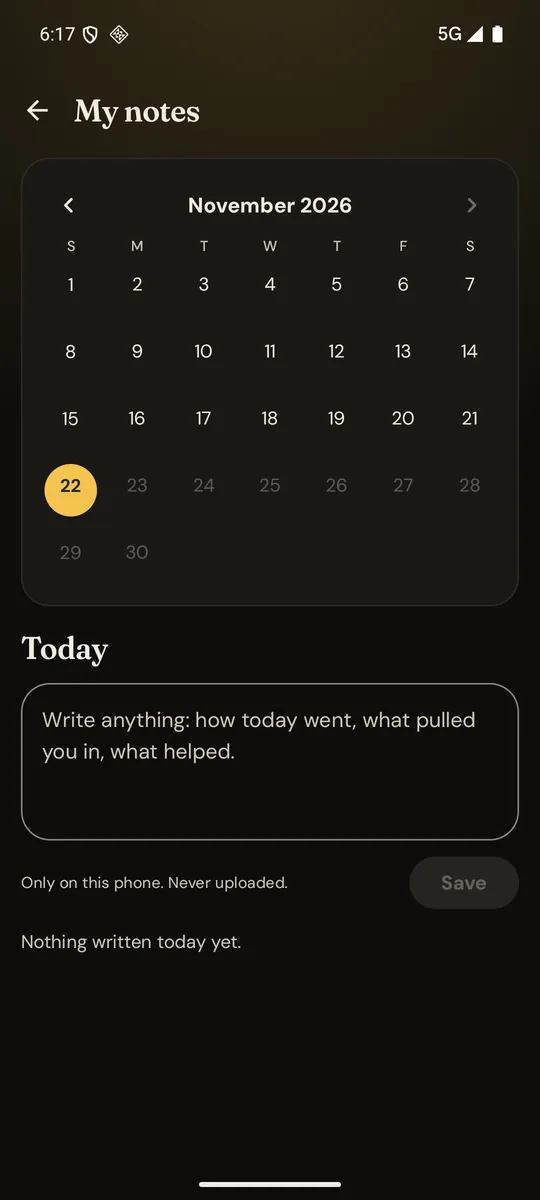 6:17 5G
My notes
November 2026
S M T W T F S
1 2 3 4 5 6 7
8 9 10 11 12 13 14
15 16 17 18 19 20 21
22 23 24 25 26 27 28
29 30
Today
Write anything: how today went, what pulled
you in, what helped.
Only on this phone. Never uploaded. Save
Nothing written today yet.